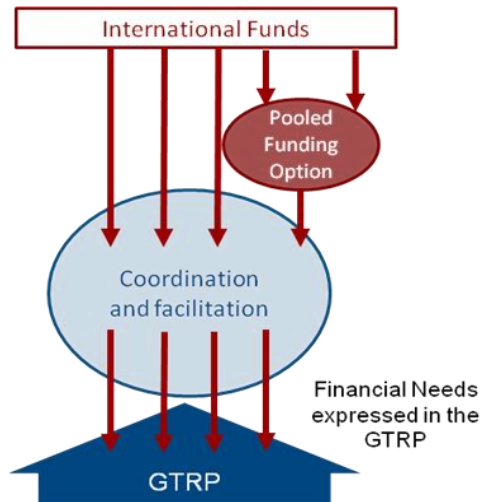 International Funds
Pooled
Funding
Option
Coordination
and facilitation
Financial Needs
expressed in the
GTRP
GTRP